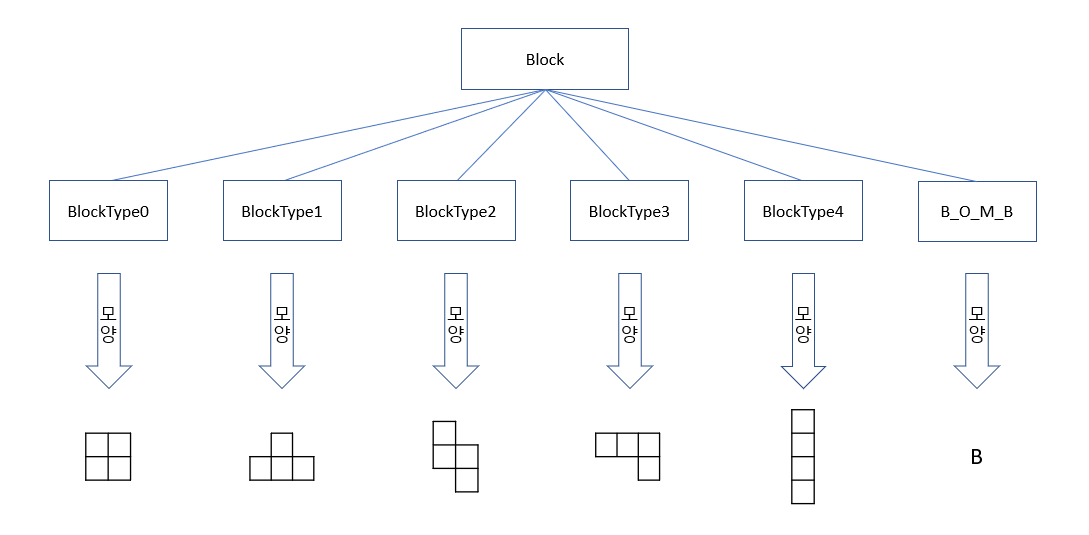 Block
BlockType0
BlockType1
BlockType2
BlockType3
BlockType4
B_O_M_B
모양
모양
모양
모양
모양
모양
B